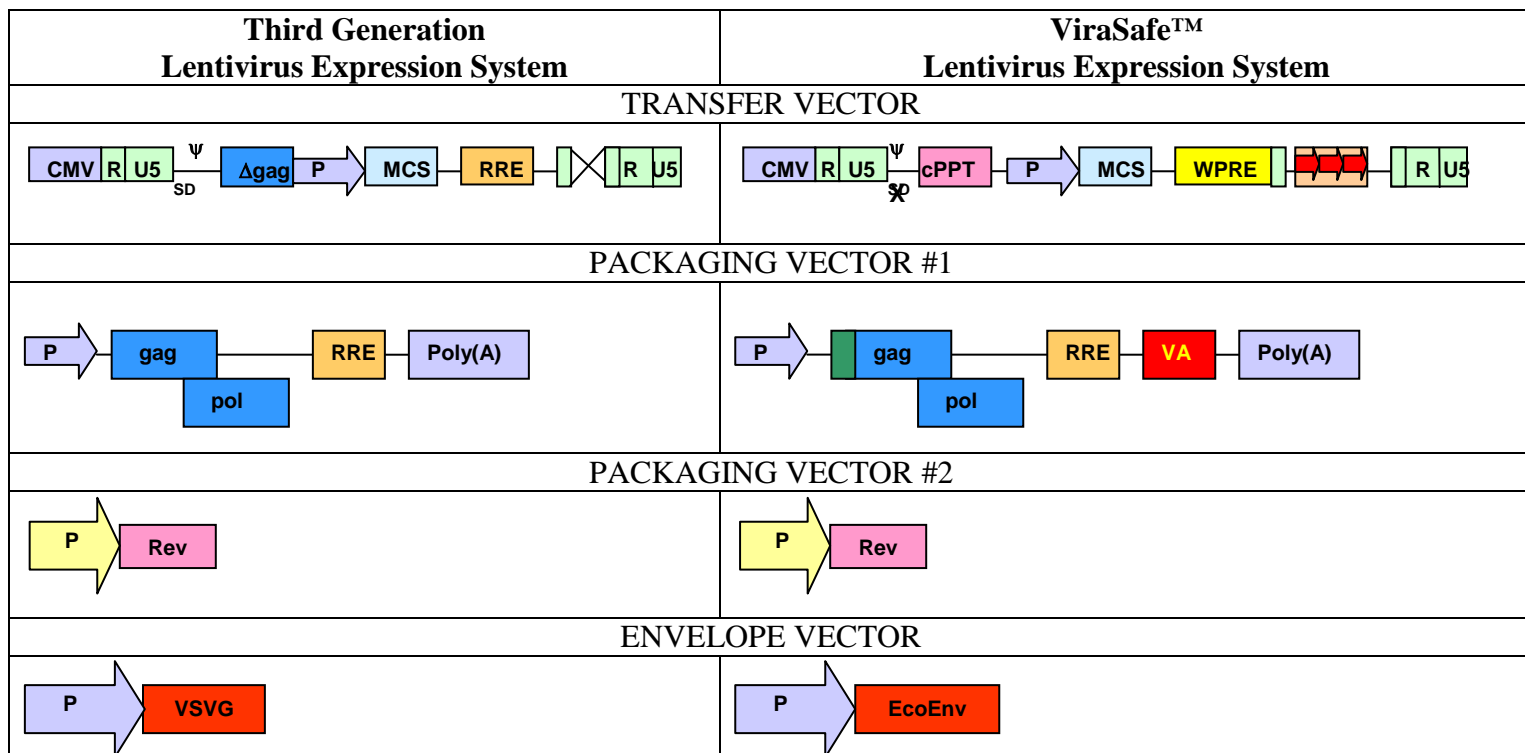 Third Generation
Lentivirus Expression System
ViraSafe™
Lentivirus Expression System
TRANSFER VECTOR
CMV R U5 ψ SD Δgag P MCS RRE R U5
CMV R U5 ψ SD X cPPT P MCS WPRE R U5
PACKAGING VECTOR #1
P gag pol RRE Poly(A)
P gag pol RRE VA Poly(A)
PACKAGING VECTOR #2
P Rev
P Rev
ENVELOPE VECTOR
P VSVG
P EcoEnv